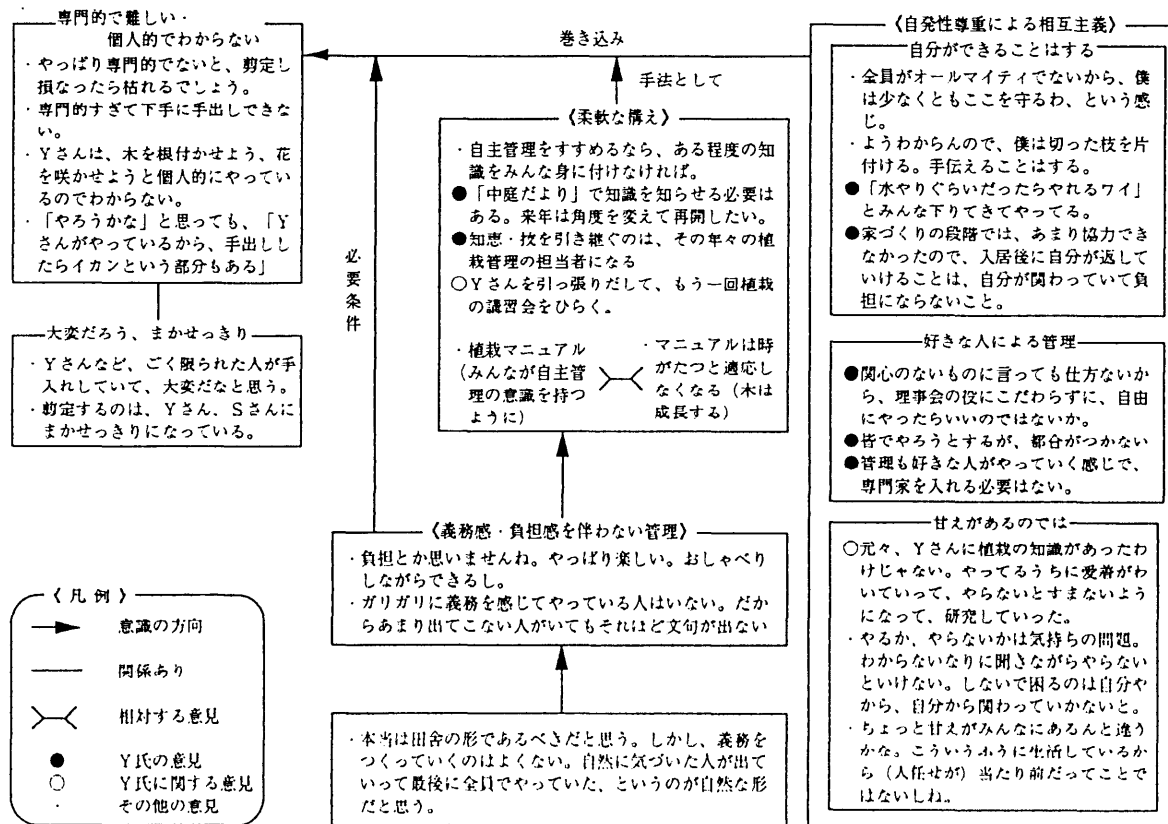 専門的で難しい・
個人的でわからない
・やっぱり専門的でないと、剪定し
損なったら枯れるでしょう。
・専門的すぎて下手に手出しできな
い。
・Yさんは、木を根付かせよう、花
を咲かせようと個人的にやってい
るのでわからない。
・「やろうかな」と思っても、「Y
さんがやっているから、手出しし
たらイカンという部分もある」
大変だろう、まかせっきり
・Yさんなど、ごく限られた人が手
入れしていて、大変だなと思う。
・剪定するのは、Yさん、Sさんに
まかせっきりになっている。
巻き込み
手法として
必要条件
《柔軟な構え》
・自主管理をすすめるなら、ある程度の知
識をみんな身に付けなければ。
●「中庭だより」で知識を知らせる必要は
ある。来年は角度を変えて再開したい。
●知恵・技を引き継ぐのは、その年々の植
栽管理の担当者になる
○Yさんを引っ張りだして、もう一回植栽
の講習会をひらく。
・植栽マニュアル
(みんなが自主管
理の意識を持つ
ように)
・マニュアルは時
がたつと適応し
なくなる(木は
成長する)
《義務感・負担感を伴わない管理》
・負担とか思いませんね。やっぱり楽しい。おしゃべり
しながらできるし。
・ガリガリに義務を感じてやっている人はいない。だか
らあまり出てこない人がいてもそれほど文句が出ない
・本当は田舎の形であるべきだと思う。しかし、義務を
つくっていくのはよくない。自然に気づいた人が出て
いって最後に全員でやっていた、というのが自然な形
だと思う。
《自発性尊重による相互主義》
自分ができることはする
・全員がオールマイティでないから、僕
は少なくともここを守るわ、という感
じ。
・ようわからんので、僕は切った枝を片
付ける。手伝えることはする。
●「水やりぐらいだったらやれるワイ」
とみんな下りてきてやってる。
●家づくりの段階では、あまり協力でき
なかったので、入居後に自分が返して
いけることは、自分が関わっていて負
担にならないこと。
好きな人による管理
●関心のないものに言っても仕方ないか
ら、理事会の役にこだわらずに、自由
にやったらいいのではないか。
●皆でやろうとするが、都合がつかない
●管理も好きな人がやっていく感じで、
専門家を入れる必要はない。
甘えがあるのでは
○元々、Yさんに植栽の知識があったわ
けじゃない。やってるうちに愛着がわ
いていって、やらないとすまないよう
になって、研究していった。
・やるか、やらないかは気持ちの問題。
わからないなりに聞きながらやらない
といけない。しないで困るのは自分や
から、自分から関わっていかないと。
・ちょっと甘えがみんなにあるんと違う
かな。こういうふうに生活しているか
ら(人任せが)当たり前だってことで
はないしね。
《凡例》
意識の方向
関係あり
相対する意見
● Y氏の意見
○ Y氏に関する意見
・ その他の意見